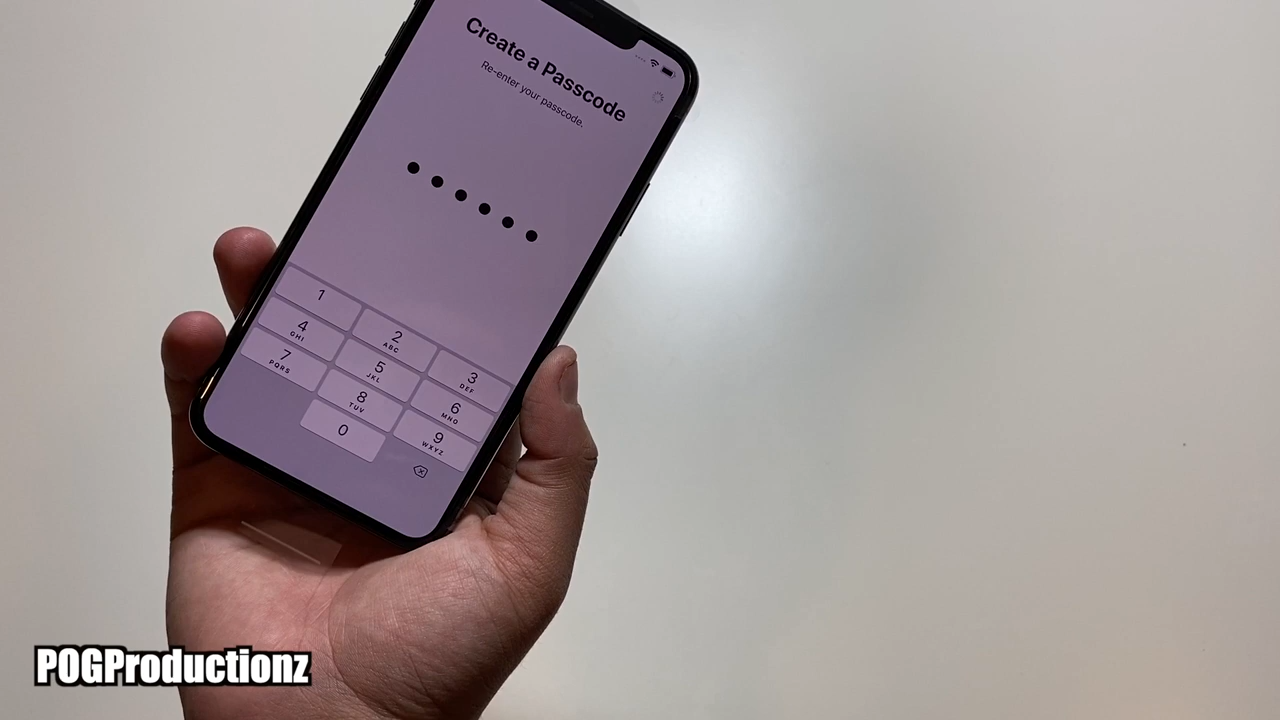 Create a Passcode
Re-enter your passcode.
1
2
ABC
3
DEF
4
GHI
5
JKL
6
MNO
7
PQRS
8
TUV
9
WXYZ
0
POGProductionz